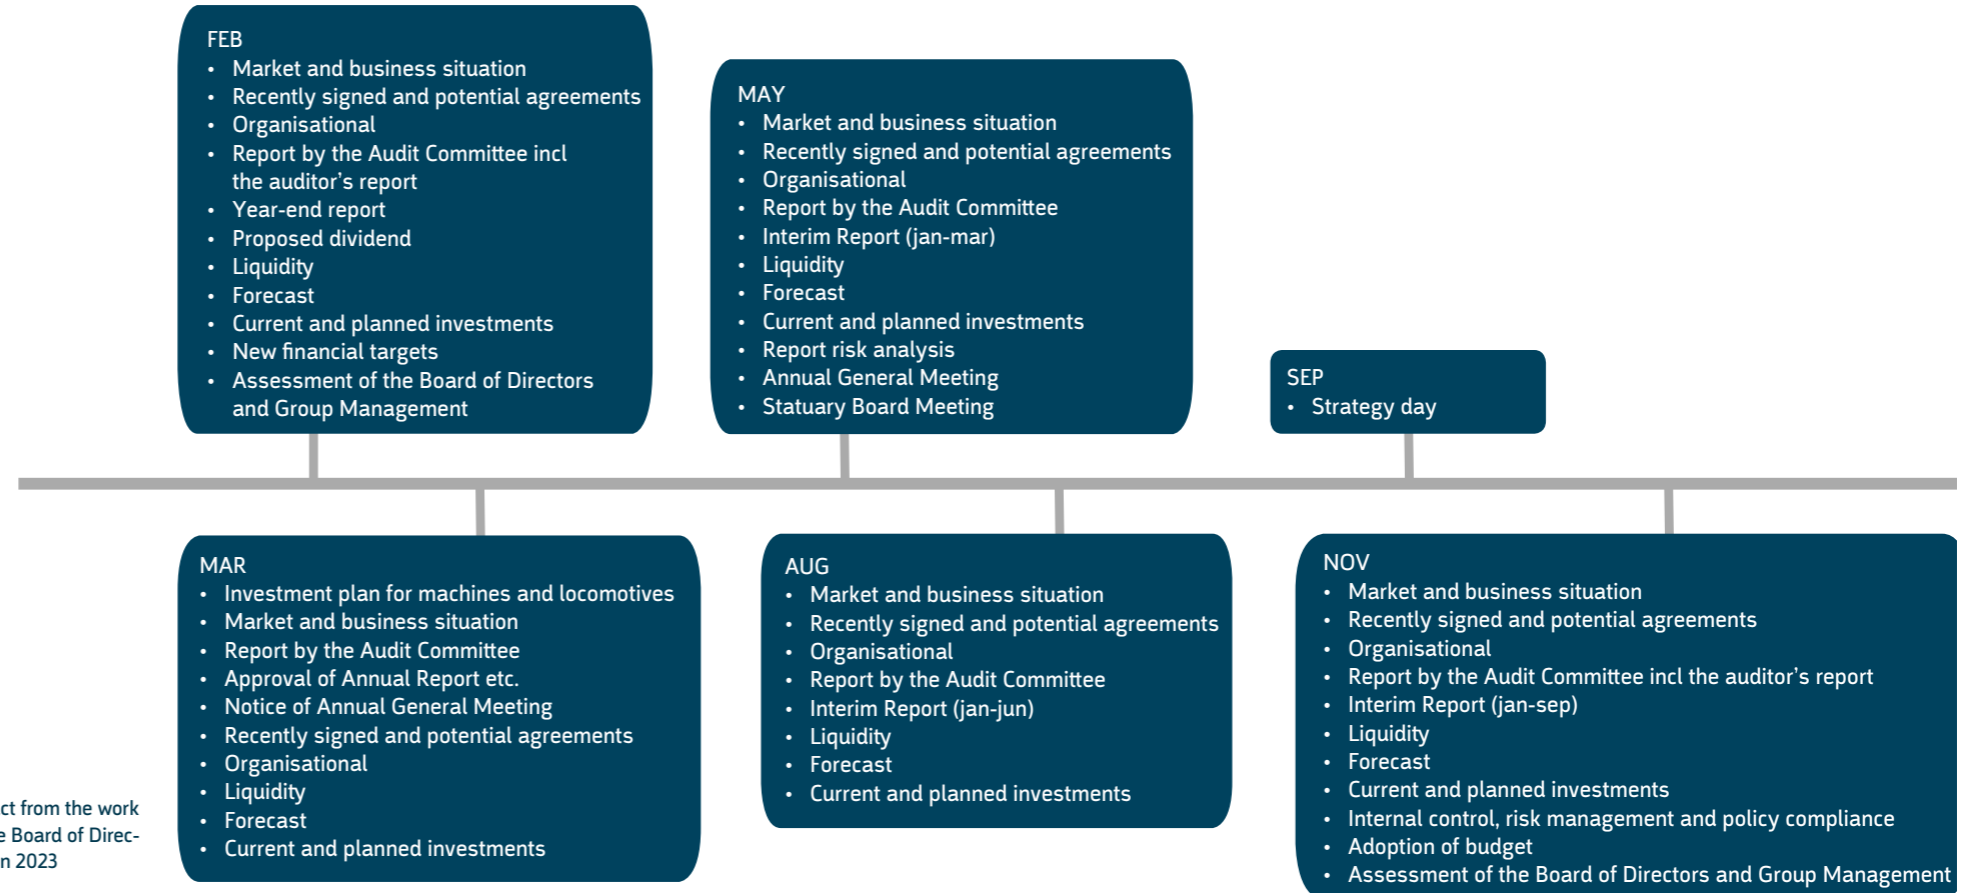 FEB
• Market and business situation
• Recently signed and potential agreements
• Organisational
• Report by the Audit Committee incl
the auditor’s report
• Year-end report
• Proposed dividend
• Liquidity
• Forecast
• Current and planned investments
• New financial targets
• Assessment of the Board of Directors
and Group Management
MAY
• Market and business situation
• Recently signed and potential agreements
• Organisational
• Report by the Audit Committee
• Interim Report (jan-mar)
• Liquidity
• Forecast
• Current and planned investments
• Report risk analysis
• Annual General Meeting
• Statuary Board Meeting
SEP
• Strategy day
MAR
• Investment plan for machines and locomotives
• Market and business situation
• Report by the Audit Committee
• Approval of Annual Report etc.
• Notice of Annual General Meeting
• Recently signed and potential agreements
• Organisational
• Liquidity
• Forecast
• Current and planned investments
AUG
• Market and business situation
• Recently signed and potential agreements
• Organisational
• Report by the Audit Committee
• Interim Report (jan-jun)
• Liquidity
• Forecast
• Current and planned investments
NOV
• Market and business situation
• Recently signed and potential agreements
• Organisational
• Report by the Audit Committee incl the auditor’s report
• Interim Report (jan-sep)
• Liquidity
• Forecast
• Current and planned investments
• Internal control, risk management and policy compliance
• Adoption of budget
• Assessment of the Board of Directors and Group Management
from the work
Board of Direc-
2023